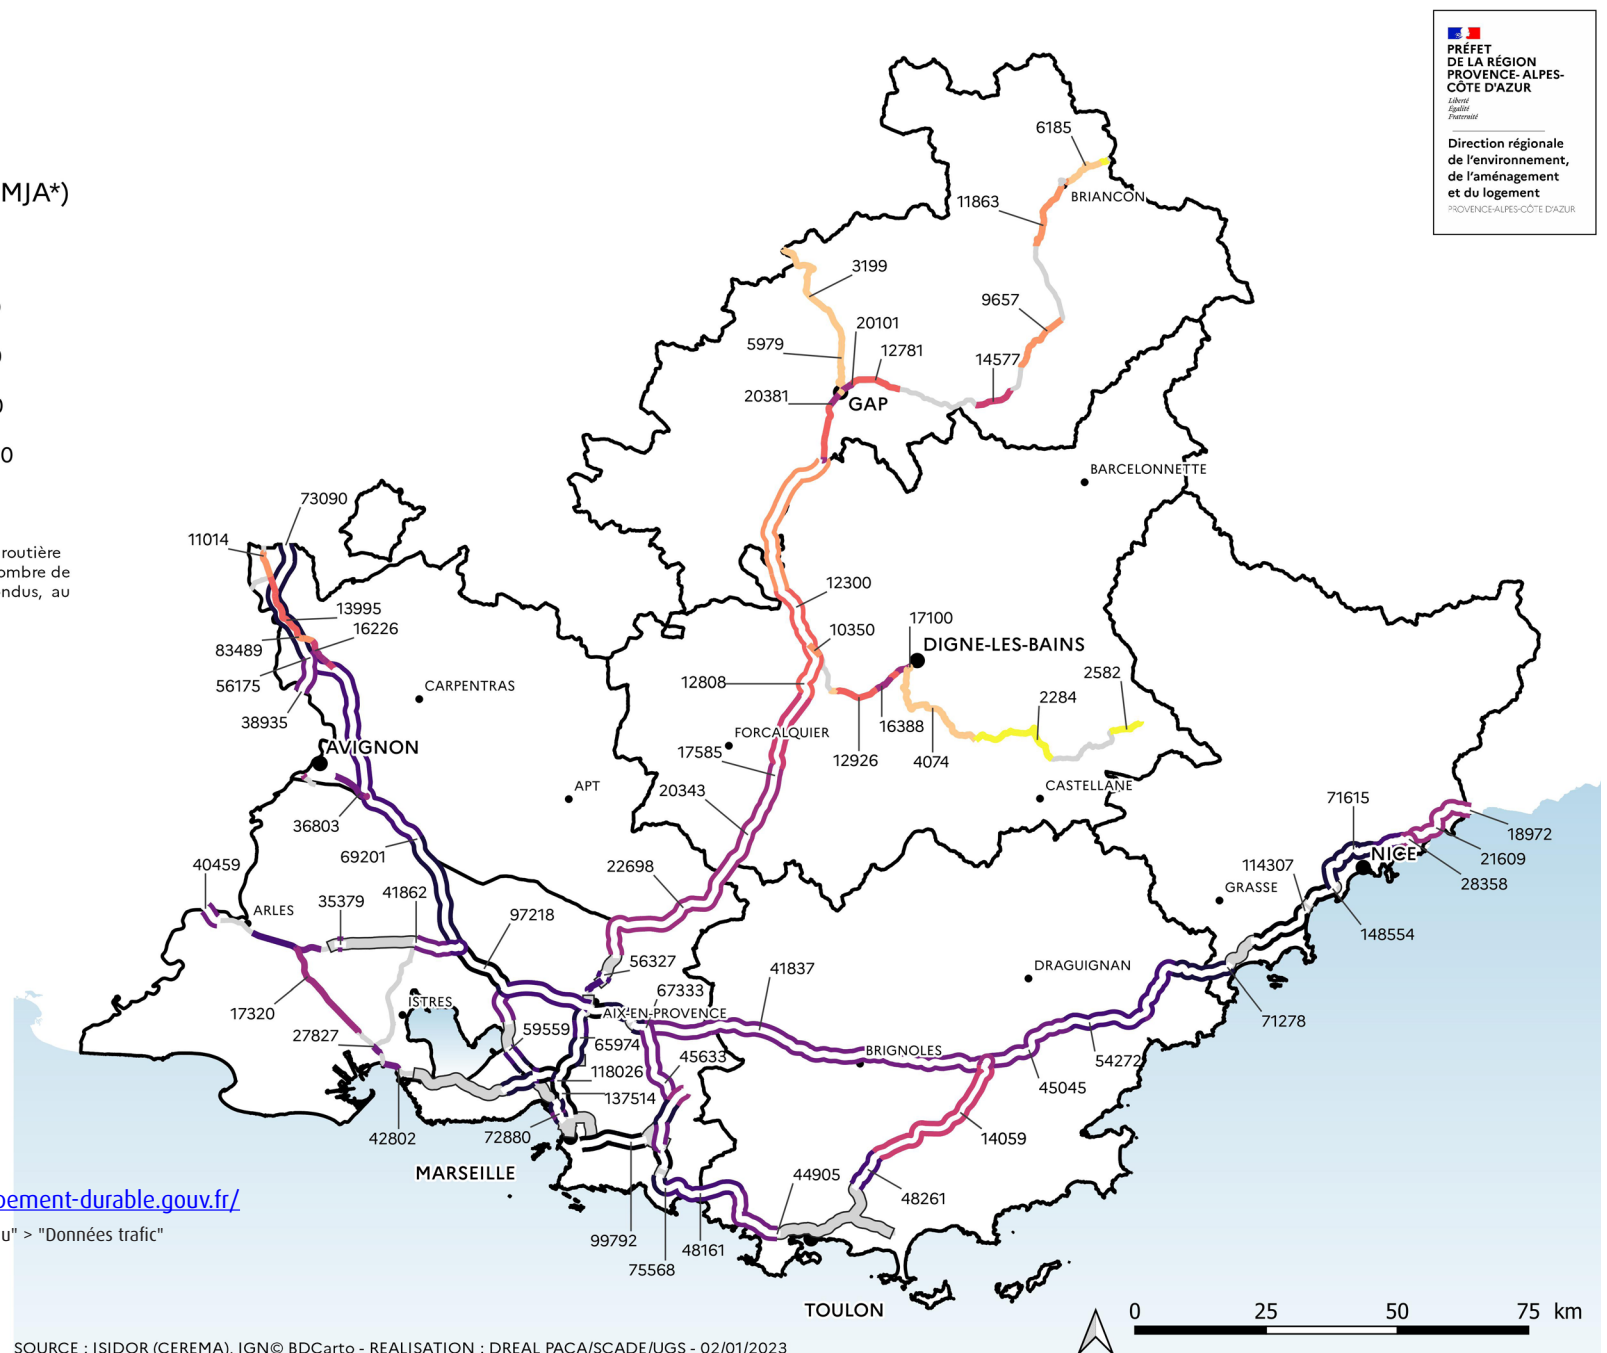 PRÉFET
DE LA RÉGION
PROVENCE- ALPES-
CÔTE D'AZUR
Liberté
Égalité
Fraternité
Direction régionale
de l'environnement,
de l'aménagement
et du logement
PROVENCE-ALPES-CÔTE D'AZUR
MJA*)
0
routière
ombre de
ndus, au
6185
BRIANCON
11863
3199
9657
20101
5979
12781
14577
20381
GAP
BARCELONNETTE
73090
11014
12300
13995
16226
10350
17100
83489
DIGNE-LES-BAINS
56175
12808
2582
CARPENTRAS
2284
38935
16388
FORCALQUIER
AVIGNON
17585
12926
4074
APT
CASTELLANE
20343
71615
36803
18972
69201
NICE
21609
40459
22698
114307
28358
GRASSE
41862
35379
ARLES
97218
148554
56327
41837
DRAGUIGNAN
67333
ISTRES
17320
AIX-EN-PROVENCE
71278
27827
59559
65974
45633
BRIGNOLES
54272
118026
45045
137514
42802
72880
14059
MARSEILLE
44905
48261
pement-durable.gouv.fr/
u" > "Données trafic"
99792
48161
75568
TOULON
0 25 50 75 km
SOURCE : ISIDOR (CEREMA), IGN© BDCarto - REALISATION : DREAL PACA/SCADE/UGS - 02/01/2023